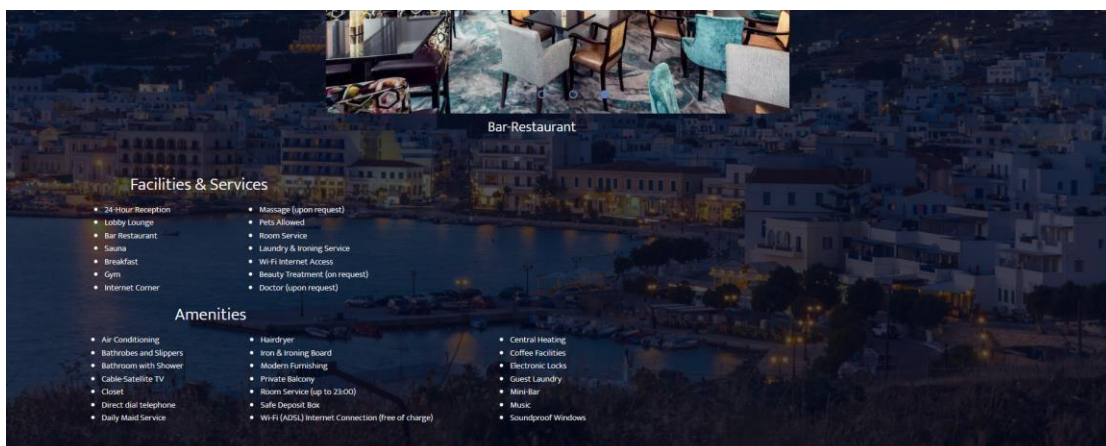 Bar-Restaurant
Facilities & Services
24-Hour Reception
Lobby Lounge
Bar Restaurant
Sauna
Breakfast
Gym
Internet Corner
Massage (upon request)
Pets Allowed
Room Service
Laundry & Ironing Service
Wi-Fi Internet Access
Beauty Treatment (on request)
Doctor (upon request)
Amenities
Air Conditioning
Bathrobes and Slippers
Bathroom with Shower
Cable-Satellite TV
Closet
Direct dial telephone
Daily Maid Service
Hairdryer
Iron & Ironing Board
Modern Furnishing
Private Balcony
Room Service (up to 23:00)
Safe Deposit Box
Wi-Fi (ADSL) Internet Connection (free of charge)
Central Heating
Coffee Facilities
Electronic Locks
Guest Laundry
Mini-Bar
Music
Soundproof Windows